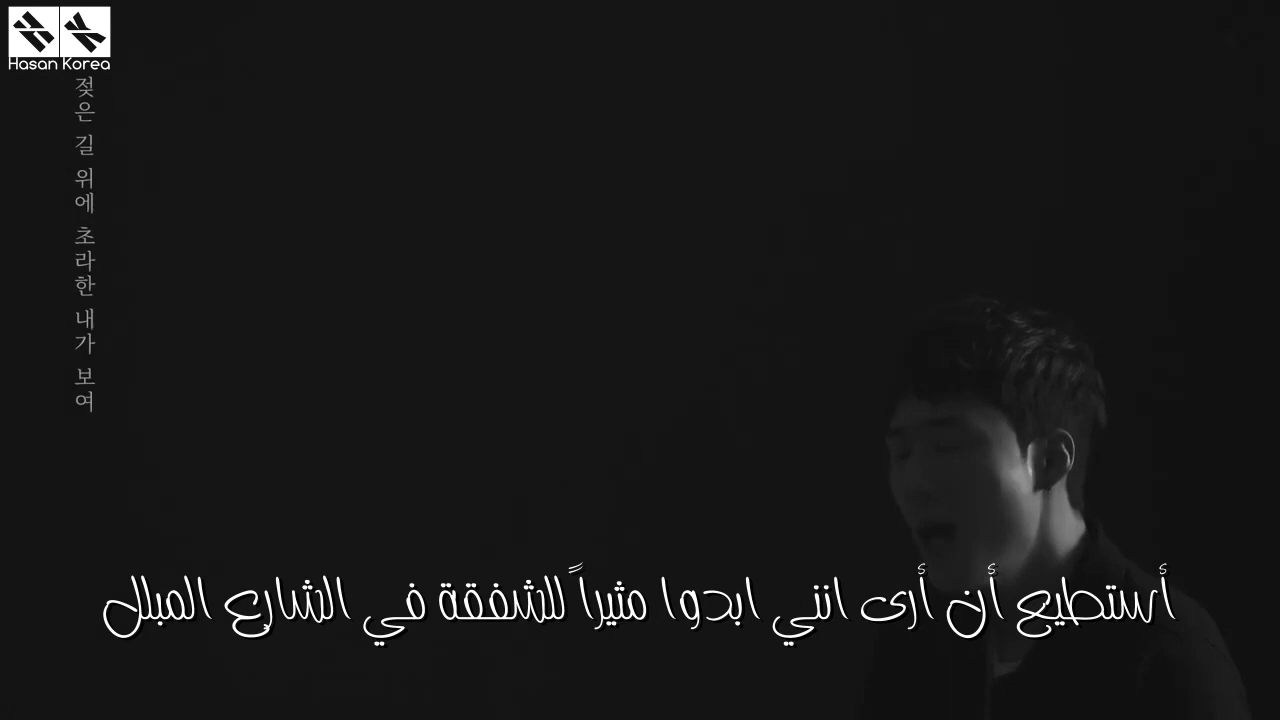 Hasan Korea
젖은 길 위에 초라한 내가 보여
أستطيع أن أرى انني ابدوا مثيراً للشفقة في الشارع المبلل